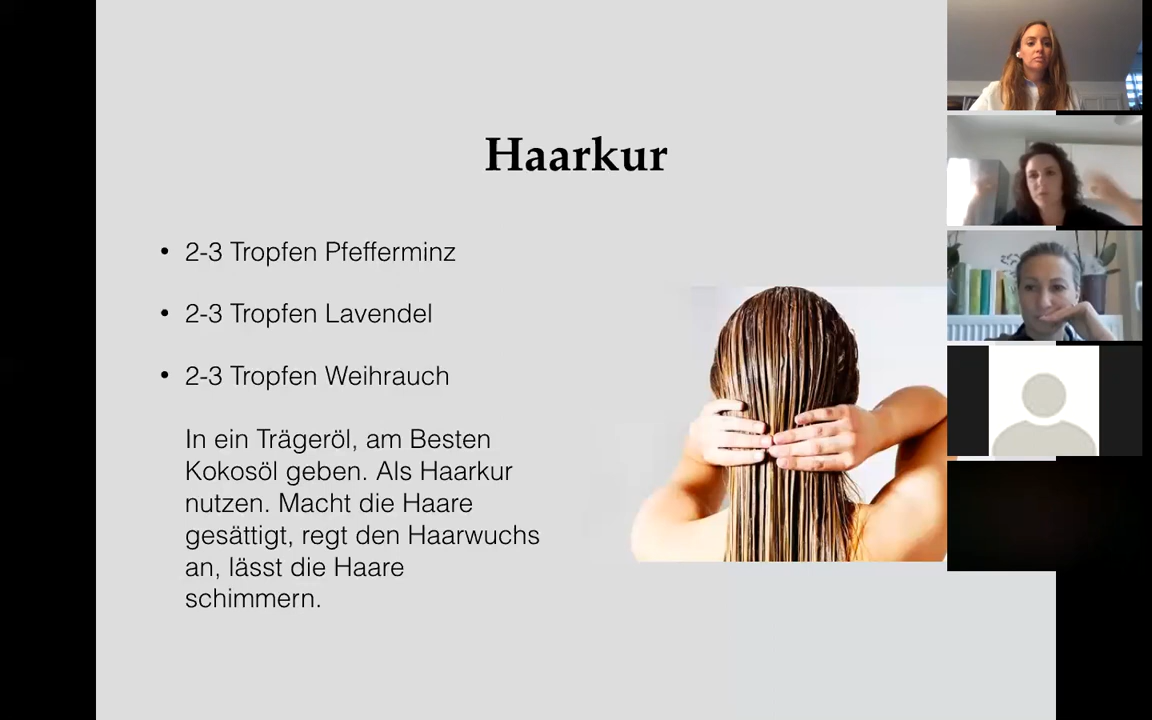 Haarkur
• 2-3 Tropfen Pfefferminz
• 2-3 Tropfen Lavendel
• 2-3 Tropfen Weihrauch
In ein Trägeröl, am Besten
Kokosöl geben. Als Haarkur
nutzen. Macht die Haare
gesättigt, regt den Haarwuchs
an, lässt die Haare
schimmern.